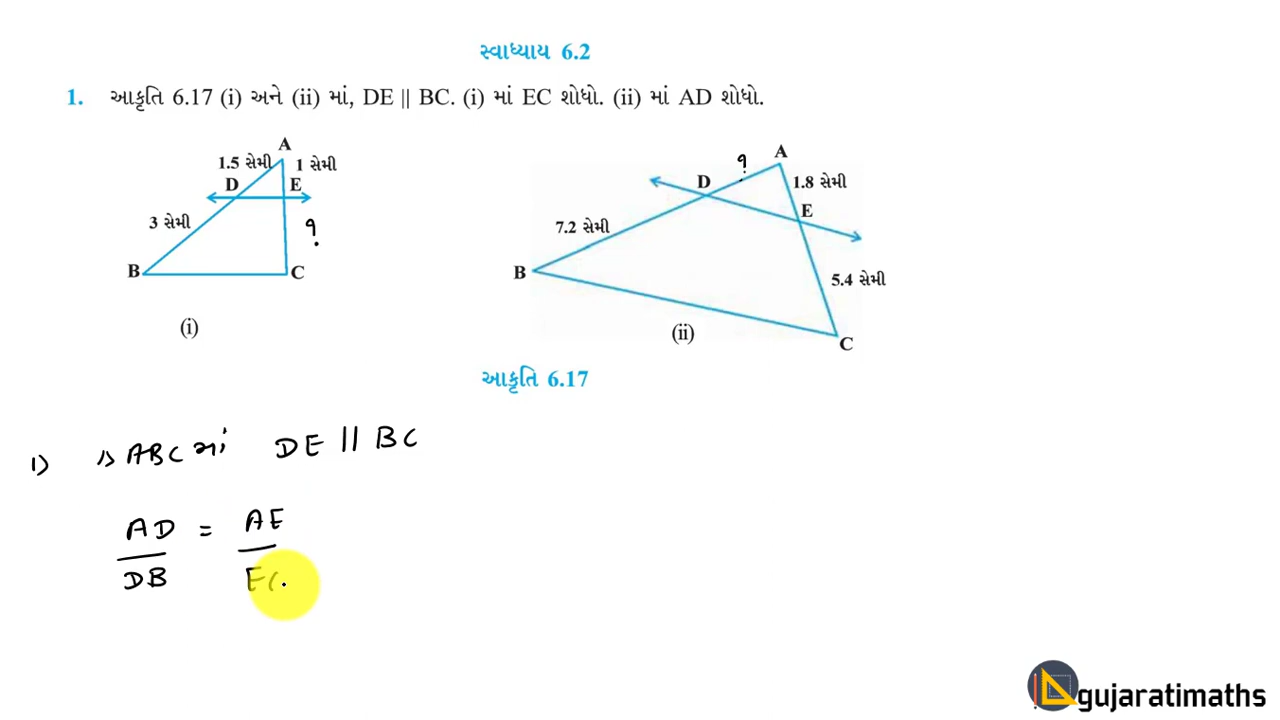 સ્વાધ્યાય 6.2
1. આકૃતિ 6.17 (i) અને (ii) માં, DE || BC. (i) માં EC શોધો. (ii) માં AD શોધો.
A
1.5 સેમી 1 સેમી
D E
3 સેમી ?
B C
(i)
? A
D 1.8 સેમી
E
7.2 સેમી
B 5.4 સેમી
(ii) C
આકૃતિ 6.17
1) △ABC માં DE || BC
AD = AE
DB EC
gujaratimaths